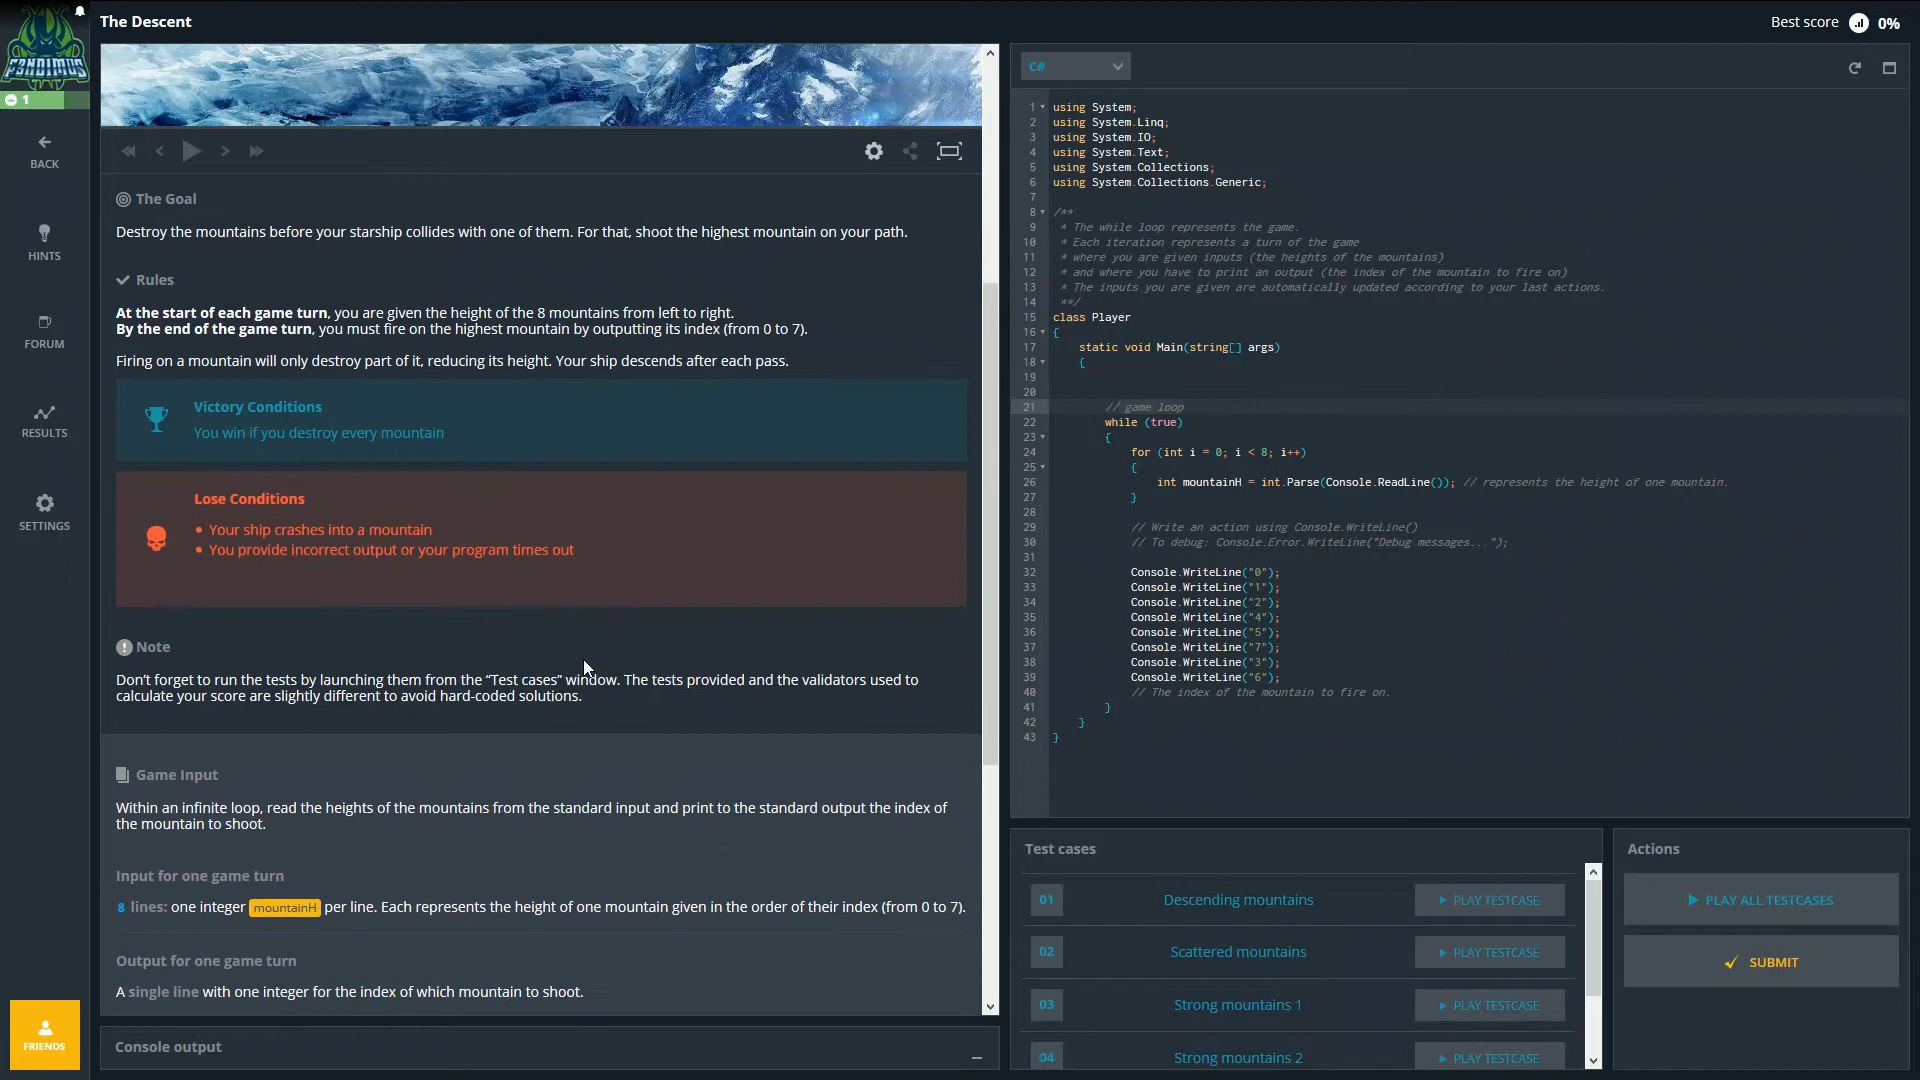 The Descent
Best score 0%
P3NDIMUS
1
BACK
HINTS
FORUM
RESULTS
SETTINGS
FRIENDS
The Goal
Destroy the mountains before your starship collides with one of them. For that, shoot the highest mountain on your path.
Rules
At the start of each game turn, you are given the height of the 8 mountains from left to right.
By the end of the game turn, you must fire on the highest mountain by outputting its index (from 0 to 7).
Firing on a mountain will only destroy part of it, reducing its height. Your ship descends after each pass.
Victory Conditions
You win if you destroy every mountain
Lose Conditions
• Your ship crashes into a mountain
• You provide incorrect output or your program times out
Note
Don’t forget to run the tests by launching them from the “Test cases” window. The tests provided and the validators used to
calculate your score are slightly different to avoid hard-coded solutions.
Game Input
Within an infinite loop, read the heights of the mountains from the standard input and print to the standard output the index of
the mountain to shoot.
Input for one game turn
8 lines: one integer mountainH per line. Each represents the height of one mountain given in the order of their index (from 0 to 7).
Output for one game turn
A single line with one integer for the index of which mountain to shoot.
Console output
C#
1 using System;
2 using System.Linq;
3 using System.IO;
4 using System.Text;
5 using System.Collections;
6 using System.Collections.Generic;
7
8 /**
9 * The while loop represents the game.
10 * Each iteration represents a turn of the game
11 * where you are given inputs (the heights of the mountains)
12 * and where you have to print an output (the index of the mountain to fire on)
13 * The inputs you are given are automatically updated according to your last actions.
14 **/
15 class Player
16 {
17 static void Main(string[] args)
18 {
19
20
21 // game loop
22 while (true)
23 {
24 for (int i = 0; i < 8; i++)
25 {
26 int mountainH = int.Parse(Console.ReadLine()); // represents the height of one mountain.
27 }
28
29 // Write an action using Console.WriteLine()
30 // To debug: Console.Error.WriteLine("Debug messages...");
31
32 Console.WriteLine("0");
33 Console.WriteLine("1");
34 Console.WriteLine("2");
35 Console.WriteLine("4");
36 Console.WriteLine("5");
37 Console.WriteLine("7");
38 Console.WriteLine("3");
39 Console.WriteLine("6");
40 // The index of the mountain to fire on.
41 }
42 }
43 }
Test cases
01 Descending mountains PLAY TESTCASE
02 Scattered mountains PLAY TESTCASE
03 Strong mountains 1 PLAY TESTCASE
04 Strong mountains 2 PLAY TESTCASE
Actions
PLAY ALL TESTCASES
SUBMIT